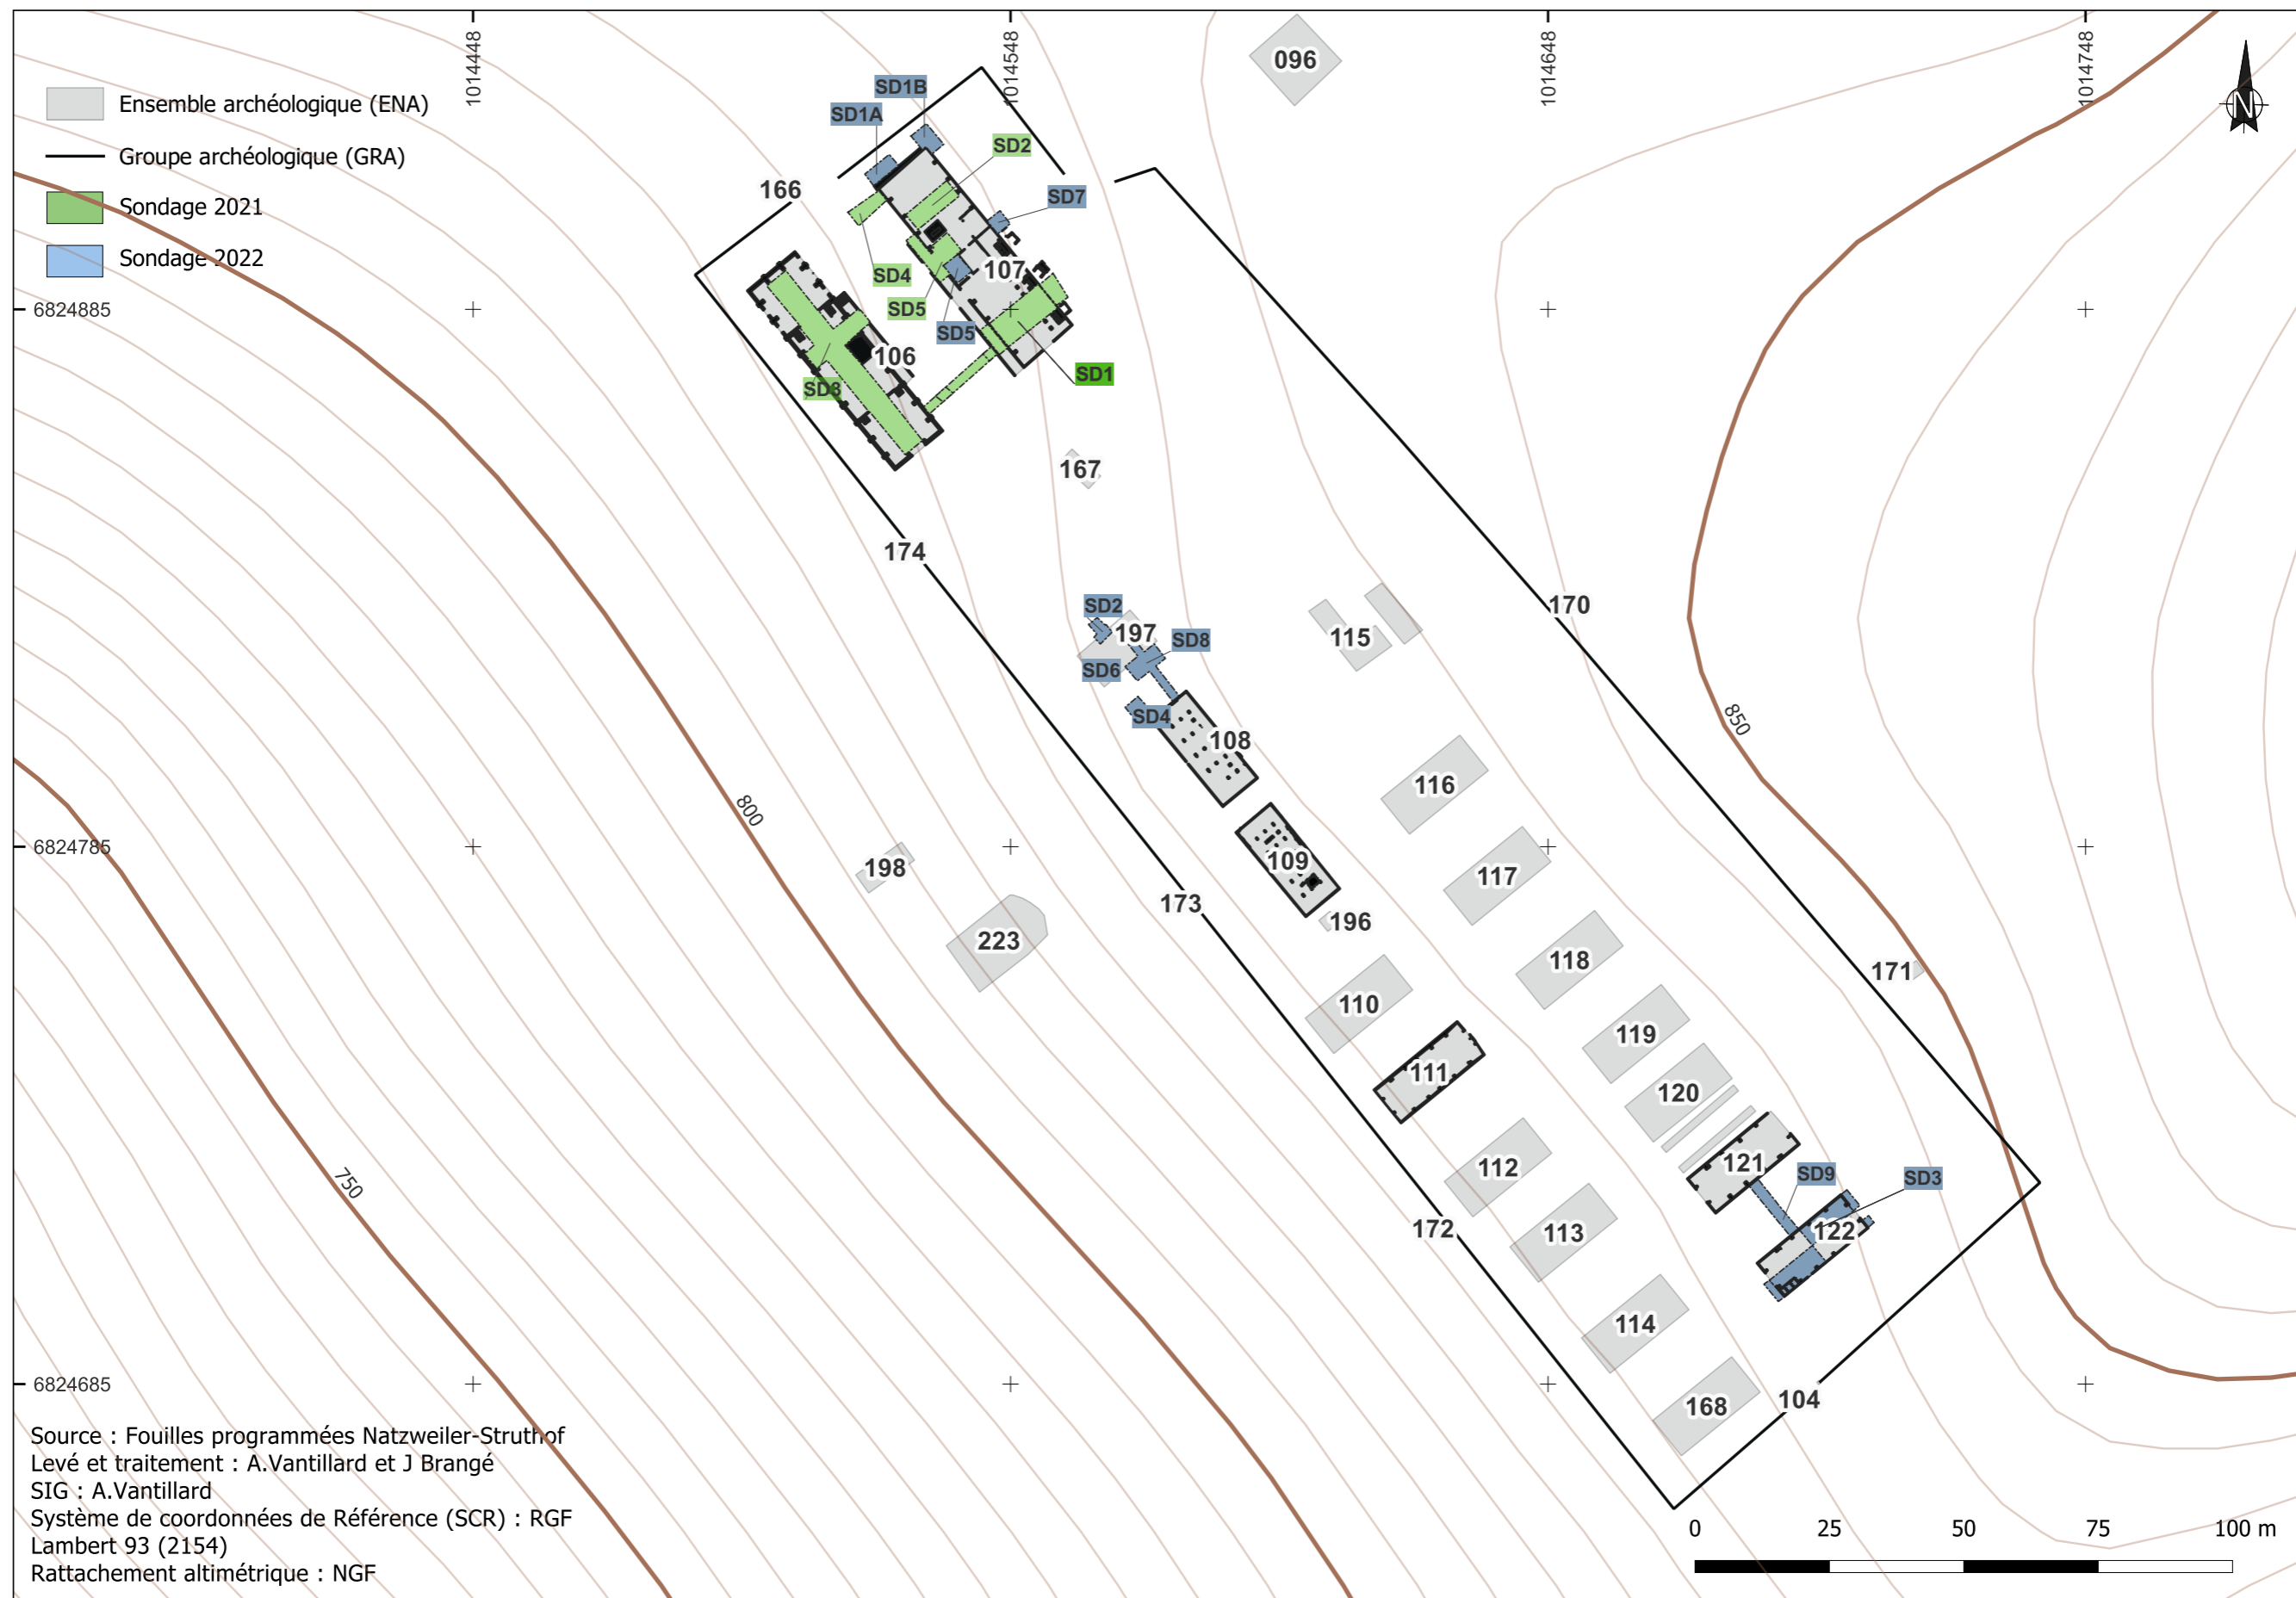 1014448
1014548
1014648
1014748
N
Ensemble archéologique (ENA)
Groupe archéologique (GRA)
Sondage 2021
Sondage 2022
096
SD1B
SD1A
SD2
166
SD7
SD4
107
SD5
6824885
SD5
106
SD1
SD3
167
174
170
SD2
197
SD8
115
SD6
SD4
850
108
116
800
6824785
109
198
117
173
196
223
118
171
110
119
111
120
121
112
SD9
SD3
750
172
113
122
114
6824685
104
168
Source : Fouilles programmées Natzweiler-Struthof
Levé et traitement : A.Vantillard et J Brangé
SIG : A.Vantillard
Système de coordonnées de Référence (SCR) : RGF
Lambert 93 (2154)
Rattachement altimétrique : NGF
0 25 50 75 100 m